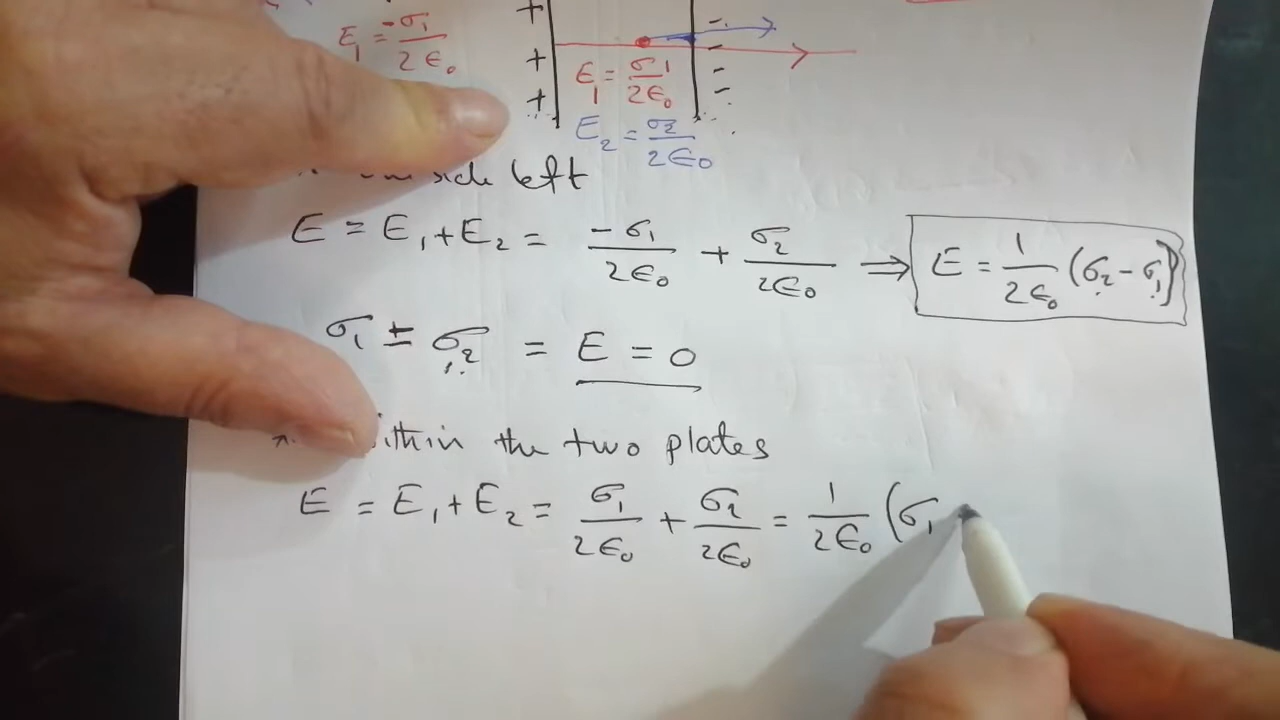 + -
E₁ = -σ₁/2ϵ₀
+ -
E₁ = σ₁/2ϵ₀
+ -
E₂ = σ₂/2ϵ₀
side left
E = E₁ + E₂ = -σ₁/2ϵ₀ + σ₂/2ϵ₀ ⇒ E = 1/2ϵ₀ (σ₂ - σ₁)
σ₁ ± σ₂ = E = 0
within the two plates
E = E₁ + E₂ = σ₁/2ϵ₀ + σ₂/2ϵ₀ = 1/2ϵ₀ (σ₁